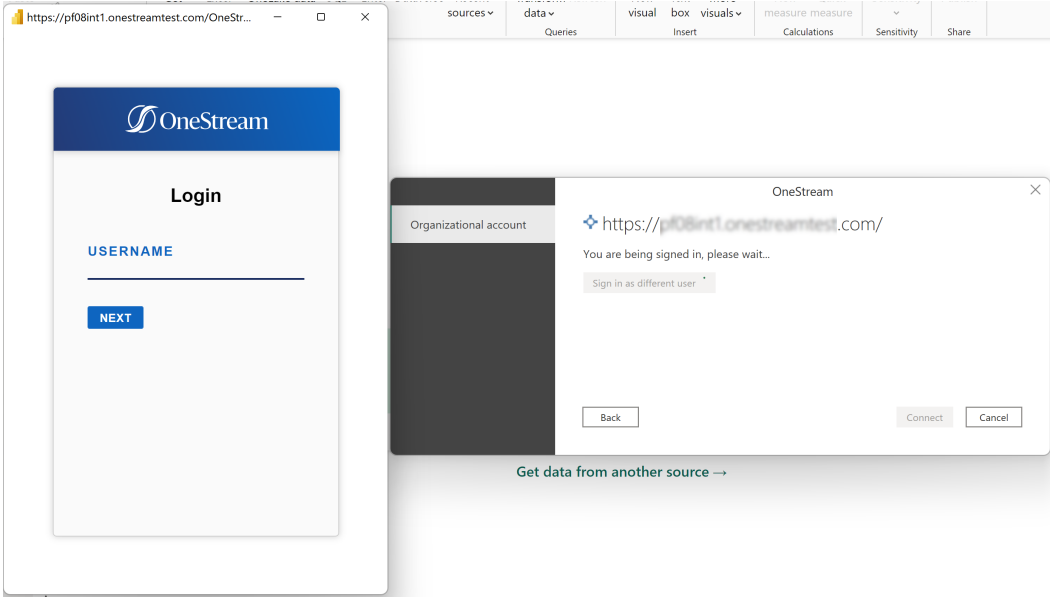 https://pf08int1.onestreamtest.com/OneStr...
OneStream
Login
USERNAME
NEXT
sources
data
Queries
visual box visuals
Insert
measure measure
Calculations
Sensitivity
Share
OneStream
Organizational account
https://pf08int1.onestreamtest.com/
You are being signed in, please wait...
Sign in as different user
Back
Connect
Cancel
Get data from another source →